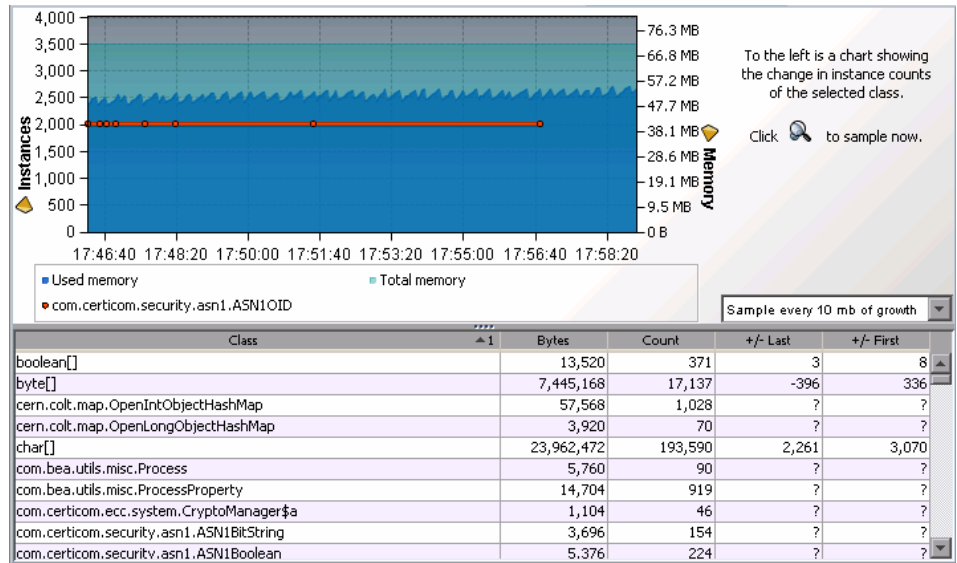 4,000
3,500
3,000
2,500
2,000
1,500
1,000
500
0
Instances
76.3 MB
66.8 MB
57.2 MB
47.7 MB
38.1 MB
28.6 MB
19.1 MB
9.5 MB
0 B
Memory
17:46:40 17:48:20 17:50:00 17:51:40 17:53:20 17:55:00 17:56:40 17:58:20
Used memory Total memory
com.certicom.security.asn1.ASN1OID
To the left is a chart showing
the change in instance counts
of the selected class.
Click to sample now.
Sample every 10 mb of growth
Class 1 Bytes Count +/- Last +/- First
boolean[] 13,520 371 3 8
byte[] 7,445,168 17,137 -396 336
cern.colt.map.OpenIntObjectHashMap 57,568 1,028 ? ?
cern.colt.map.OpenLongObjectHashMap 3,920 70 ? ?
char[] 23,962,472 193,590 2,261 3,070
com.bea.utils.misc.Process 5,760 90 ? ?
com.bea.utils.misc.ProcessProperty 14,704 919 ? ?
com.certicom.ecc.system.CryptoManager$a 1,104 46 ? ?
com.certicom.security.asn1.ASN1BitString 3,696 154 ? ?
com.certicom.security.asn1.ASN1Boolean 5,376 224 ? ?